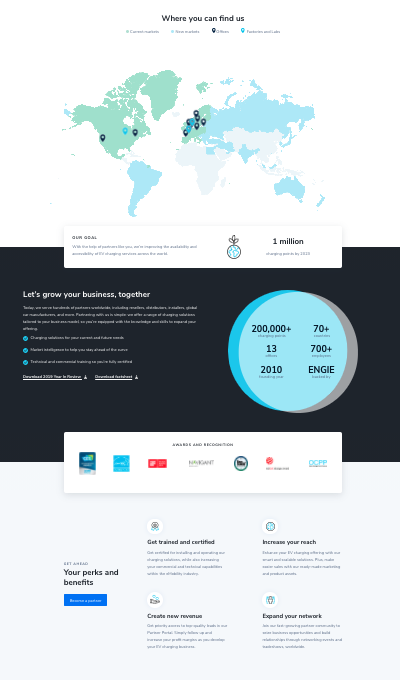 Where you can find us
Current markets New markets Offices Factories and Labs
OUR GOAL
With the help of partners like you, we're improving the availability and
accessibility of EV charging services across the world.
1 million
charging points by 2025
Let's grow your business, together
Today, we serve hundreds of partners worldwide, including resellers, distributors, installers, global
car manufacturers, and more. Partnering with us is simple: we offer a range of charging solutions
tailored to your business model, so you're equipped with the knowledge and skills to expand your
offering.
Charging solutions for your current and future needs
Market intelligence to help you stay ahead of the curve
Technical and commercial training so you're fully certified
Download 2019 Year in Review Download factsheet
200,000+ 70+
charging points countries
13 700+
offices employees
2010 ENGIE
founding year backed by
AWARDS AND RECOGNITION
NAVIGANT
OCPP
GET AHEAD
Your perks and
benefits
Become a partner
Get trained and certified
Get certified for installing and operating our
charging solutions, while also increasing
your commercial and technical capabilities
within the eMobility industry.
Increase your reach
Enhance your EV charging offering with our
smart and scalable solutions. Plus, make
easier sales with our ready-made marketing
and product assets.
Create new revenue
Get priority access to top-quality leads in our
Partner Portal. Simply follow up and
increase your profit margins as you develop
your EV charging business.
Expand your network
Join our fast-growing partner community to
enter business opportunities and build
relationships through networking events and
tradeshows, worldwide.